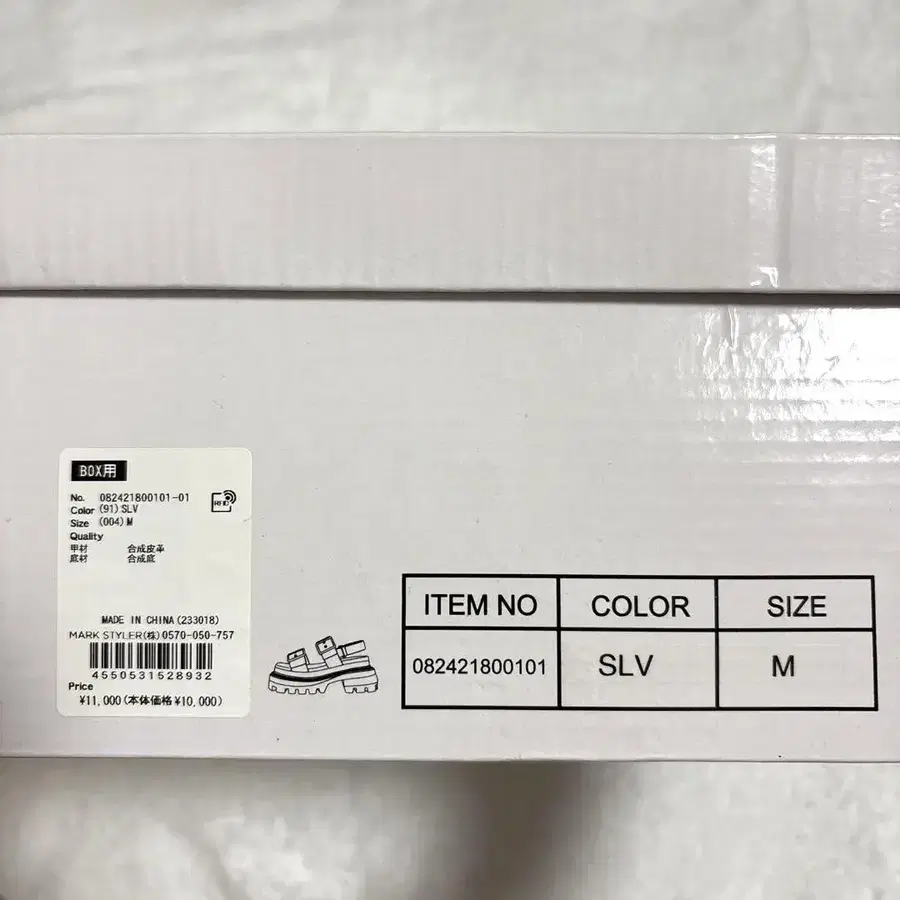 BOX用
No. 082421800101-01
Color (91) SLV
Size (004) M
Quality
甲材 合成皮革
底材 合成底
RFID
MADE IN CHINA(233018)
MARK STYLER(株)0570-050-757
4550531528932
Price
¥11,000(本体価格¥10,000)
ITEM NO COLOR SIZE
082421800101 SLV M